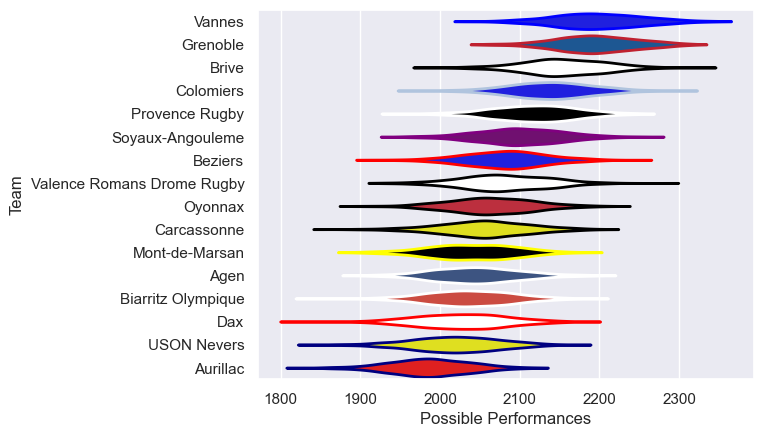 Vannes
Grenoble
Brive
Colomiers
Provence Rugby
Soyaux-Angouleme
Beziers
Valence Romans Drome Rugby
Oyonnax
Carcassonne
Mont-de-Marsan
Agen
Biarritz Olympique
Dax
USON Nevers
Aurillac
Team
1800 1900 2000 2100 2200 2300
Possible Performances